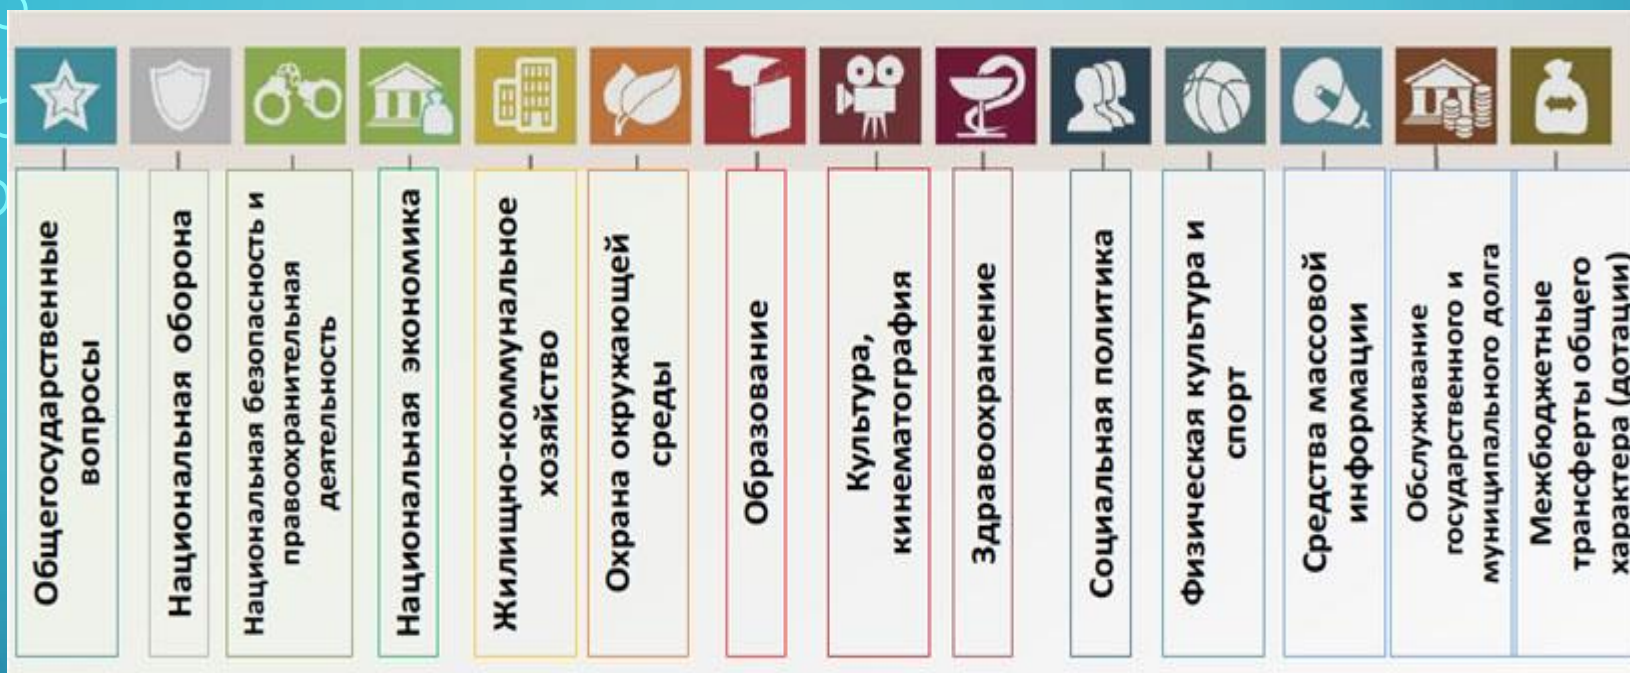 Общегосударственные
вопросы
Национальная оборона
Национальная безопасность и
правоохранительная
деятельность
Национальная экономика
Жилищно-коммунальное
хозяйство
Охрана окружающей
среды
Образование
Культура,
кинематография
Здравоохранение
Социальная политика
Физическая культура и
спорт
Средства массовой
информации
Обслуживание
государственного и
муниципального долга
Межбюджетные
трансферты общего
характера (дотации)